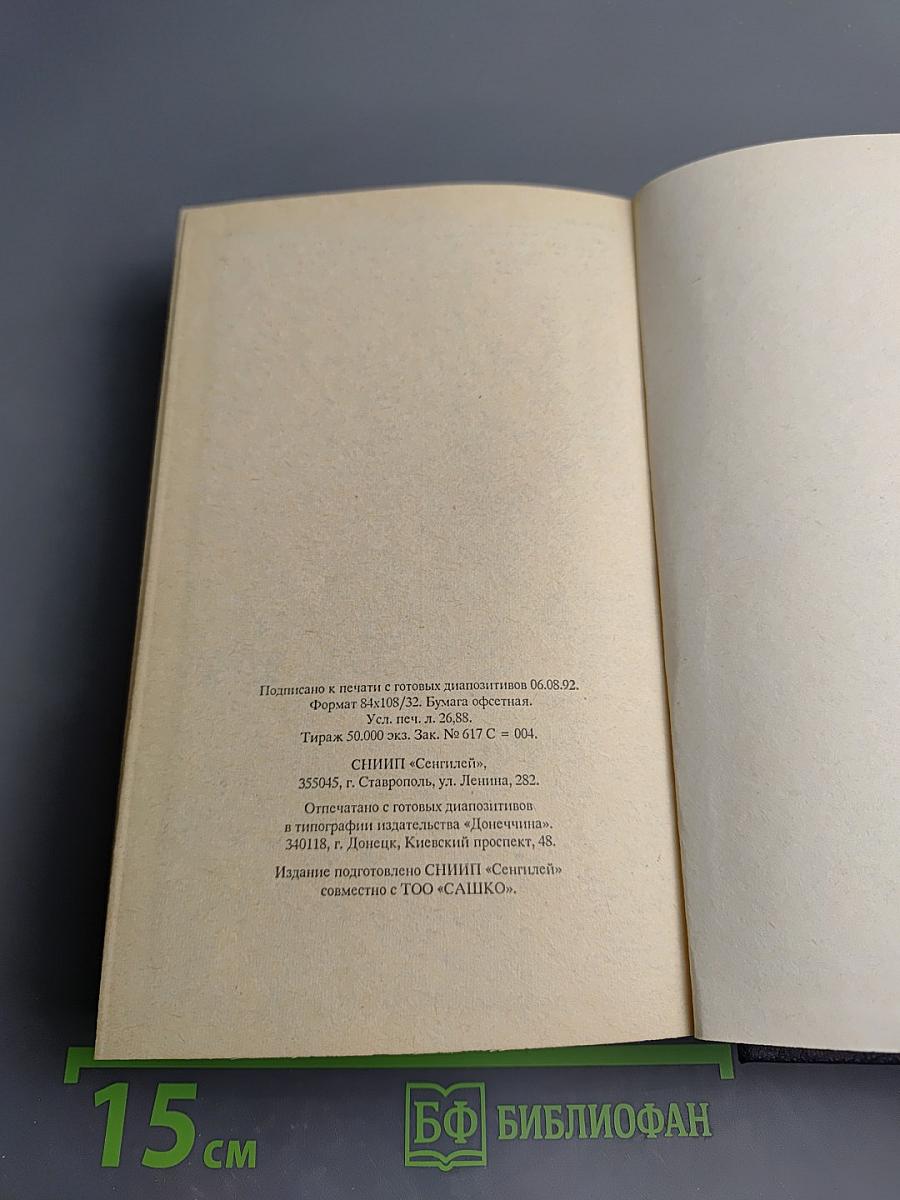 Подписано к печати с готовых диапозитивов 06.08.92.
Формат 84х108/32. Бумага офсетная.
Усл. печ. л. 26,88.
Тираж 50.000 экз. Зак. № 617 С = 004.
СНИИП «Сенгилей»,
355045, г. Ставрополь, ул. Ленина, 282.
Отпечатано с готовых диапозитивов
в типографии издательства «Донеччина».
340118, г. Донецк, Киевский проспект, 48.
Издание подготовлено СНИИП «Сенгилей»
совместно с ТОО «САШКО».
15 см
БФ БИБЛИОФАН